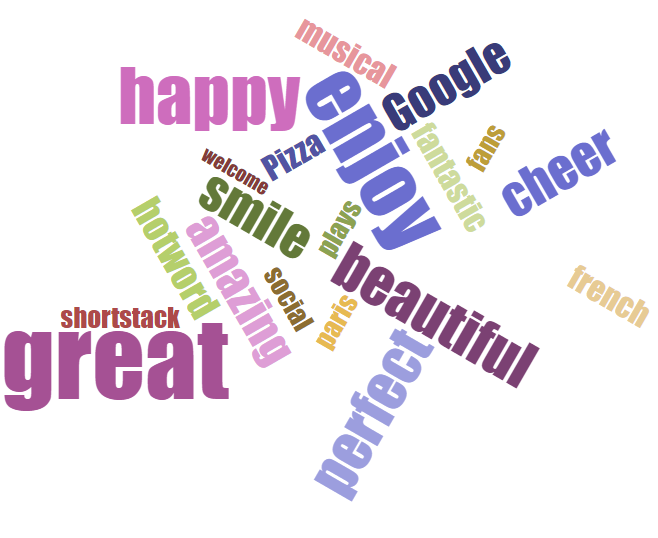 musical
Google
happy
enjoy
fantastic
fans
Pizza
cheer
welcome
smile
plays
hotword
amazing
beautiful
social
french
paris
shortstack
great
perfect